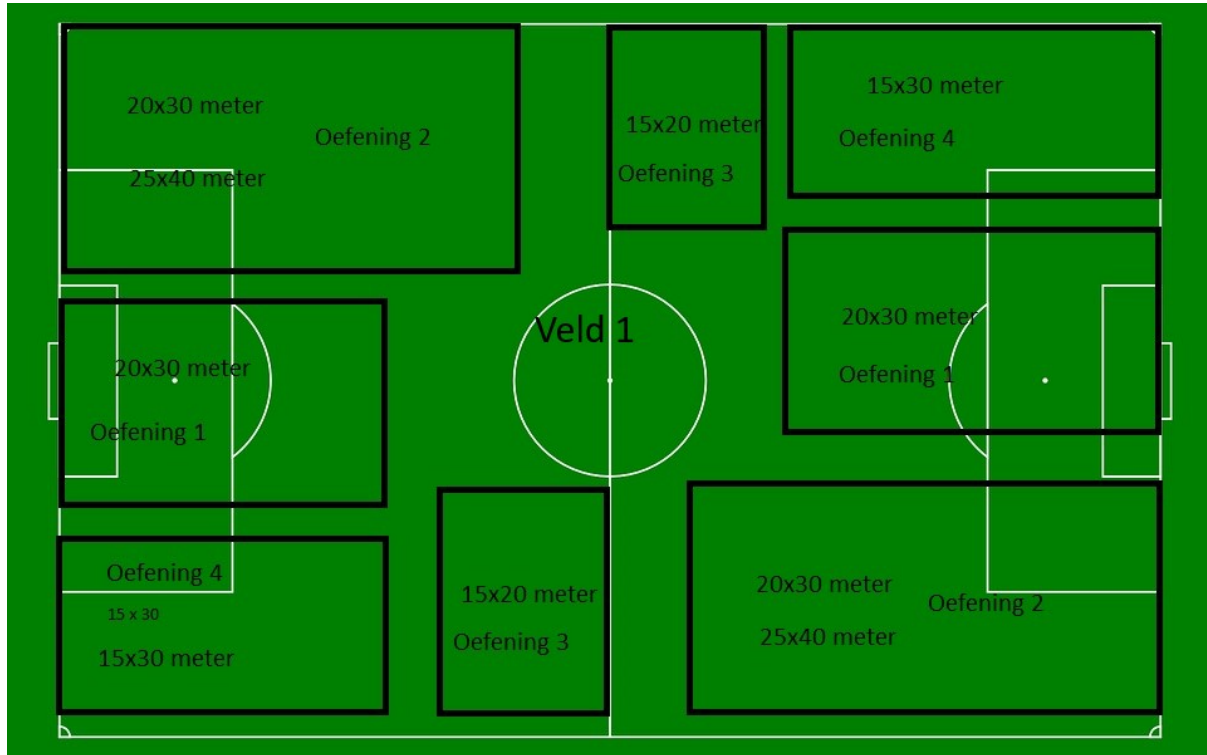 20x30 meter
Oefening 2
25x40 meter
15x20 meter
Oefening 3
15x30 meter
Oefening 4
Veld 1
20x30 meter
Oefening 1
20x30 meter
Oefening 1
Oefening 4
15 x 30
15x30 meter
15x20 meter
Oefening 3
20x30 meter
Oefening 2
25x40 meter